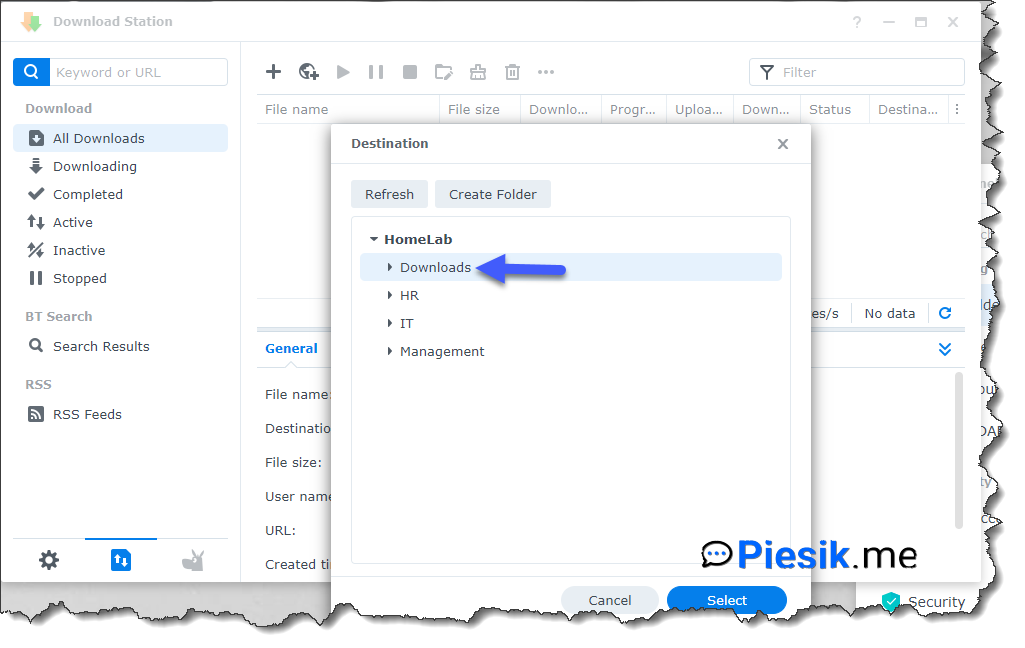 Download Station
Keyword or URL
Filter
Download
All Downloads
Downloading
Completed
Active
Inactive
Stopped
BT Search
Search Results
RSS
RSS Feeds
File name File size Downlo... Progr... Uploa... Down... Status Destina...
Destination
Refresh Create Folder
HomeLab
Downloads
HR
IT
Management
es/s No data
General
File name:
Destinatio
File size:
User name
URL:
Created ti
Piesik.me
Cancel Select
Security